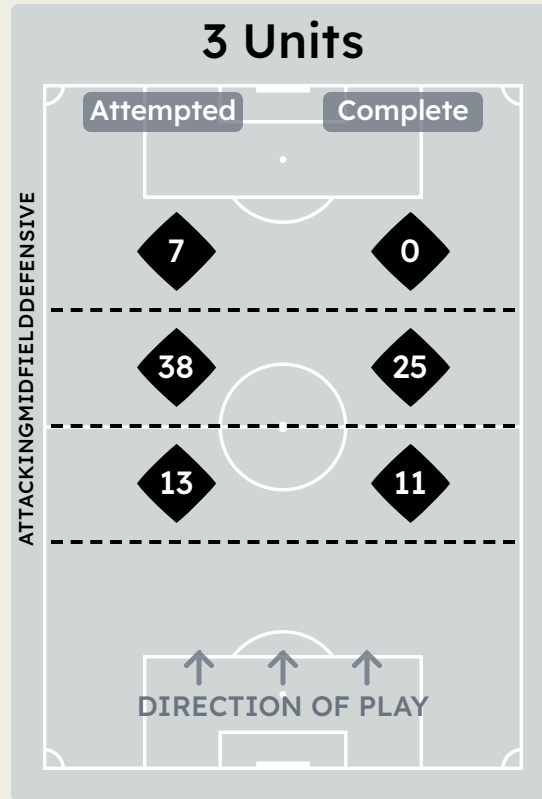 3 Units
Attempted Complete
ATTACKINGMIDFIELDDEFENSIVE
7 0
38 25
13 11
DIRECTION OF PLAY